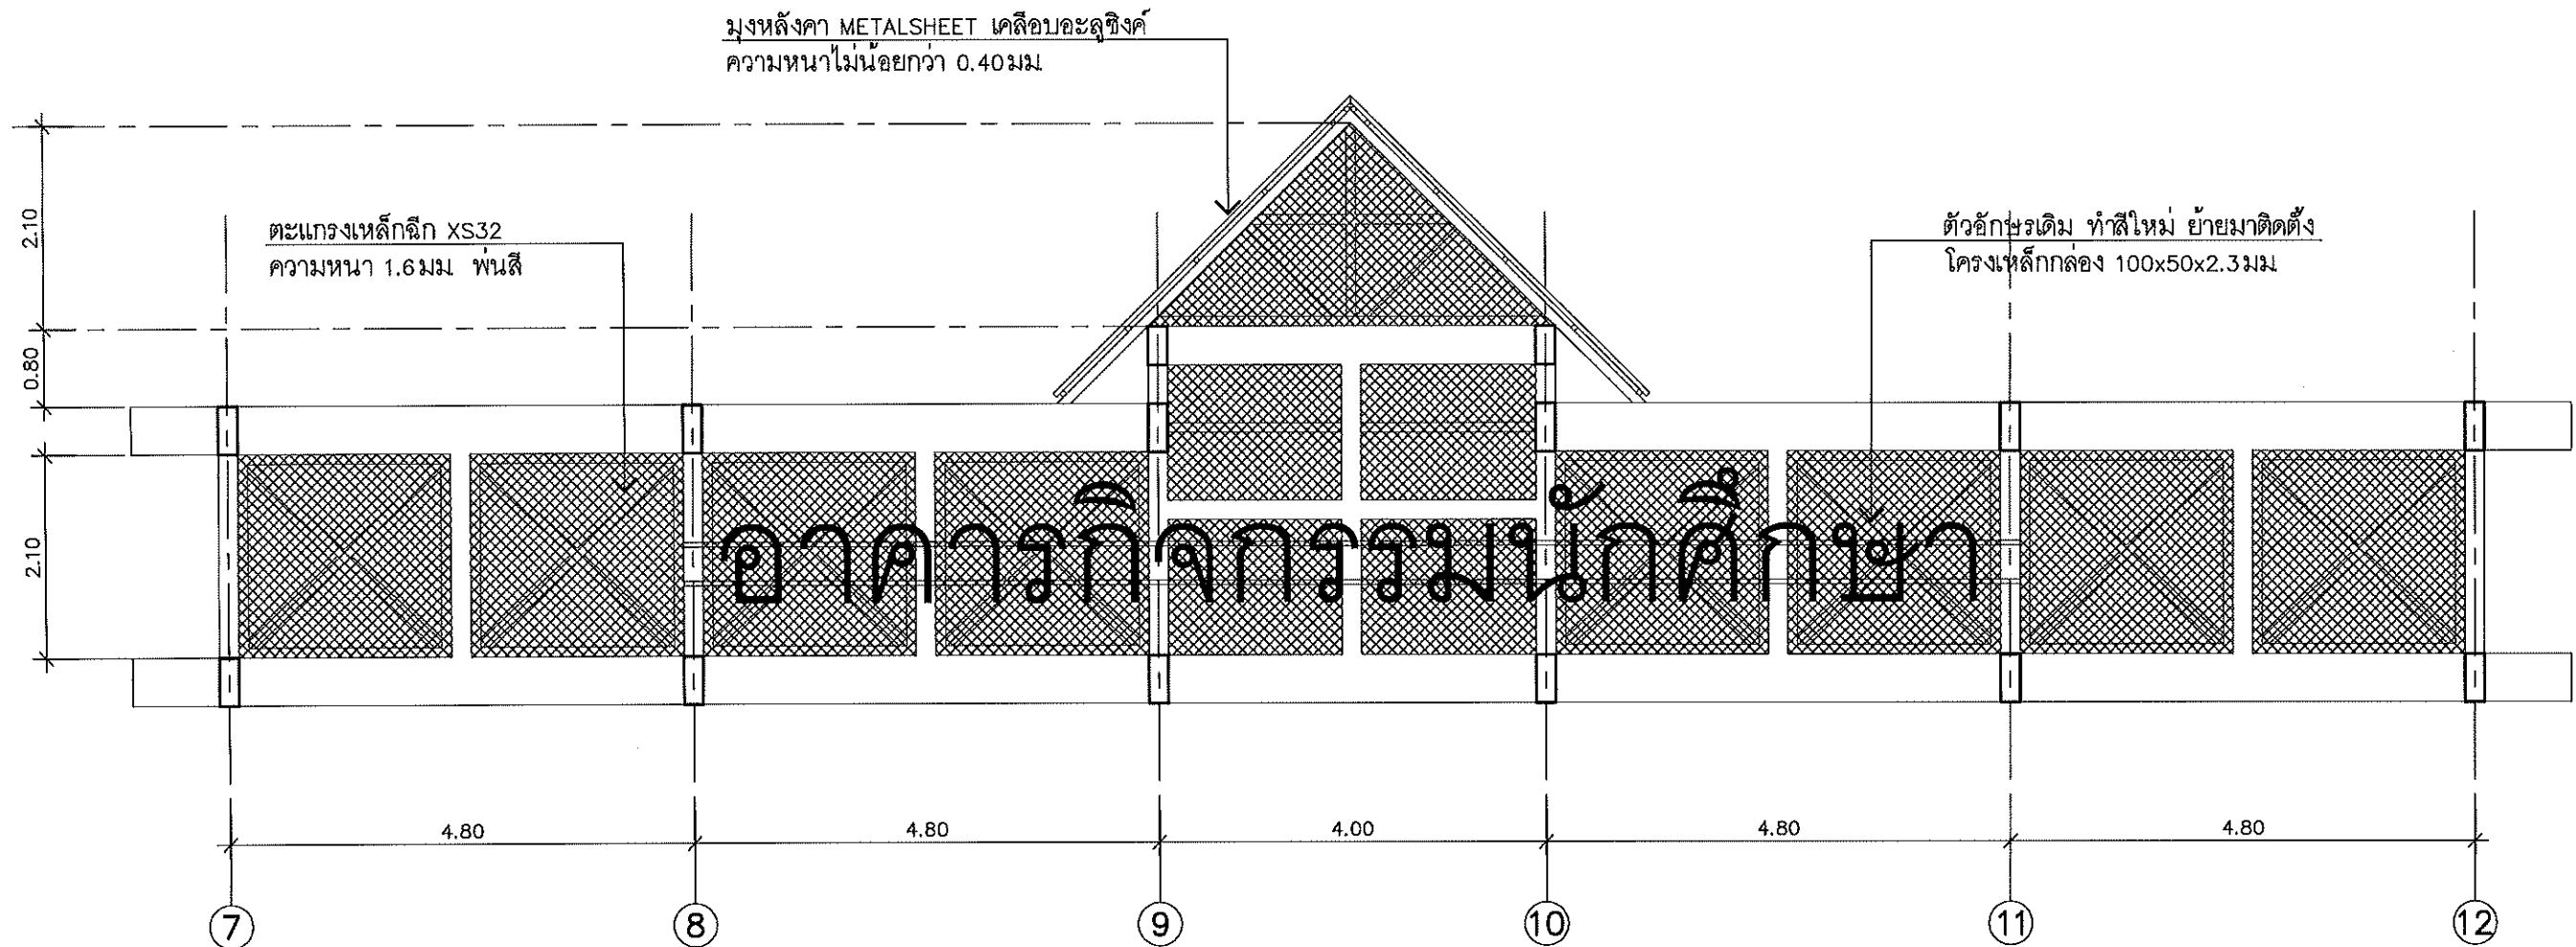 มุงหลังคา METALSHEET เคลือบอะลูซิงค์
ความหนาไม่น้อยกว่า 0.40มม.
ตะแกรงเหล็กฉีก XS32
ความหนา 1.6มม. พ่นสี
ตัวอักษรเดิม ทำสีใหม่ ย้ายมาติดตั้ง
โครงเหล็กกล่อง 100x50x2.3มม.
2.10
0.80
2.10
อาคารกิจกรรมนักศึกษา
4.80
4.80
4.00
4.80
4.80
7
8
9
10
11
12